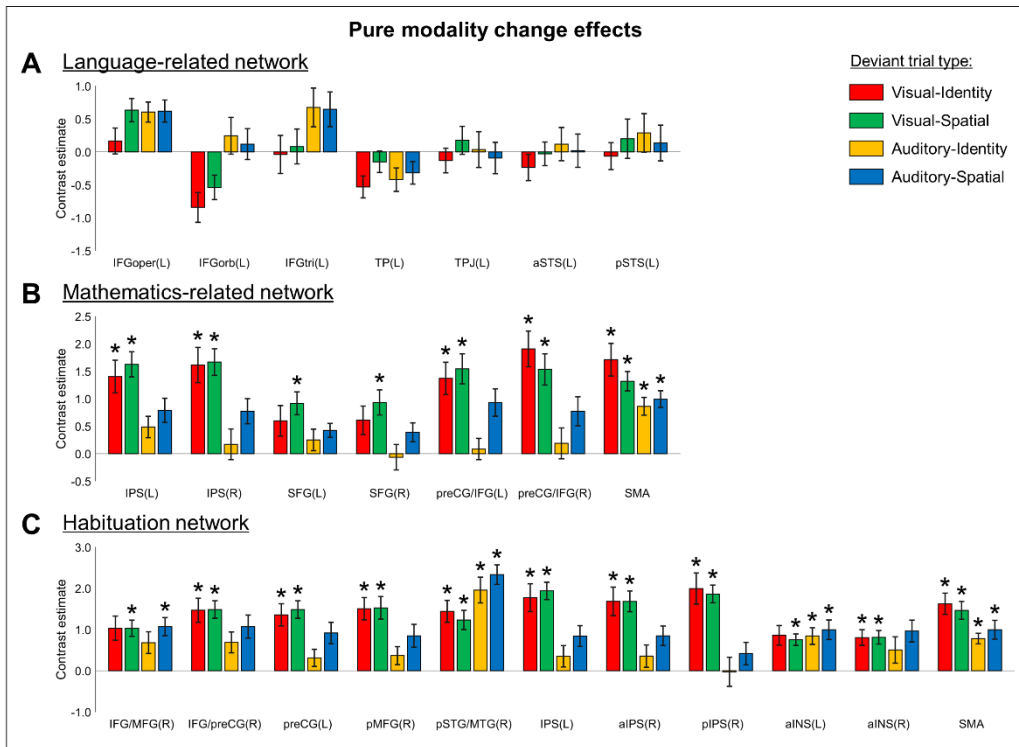 Pure modality change effects
A Language-related network
Deviant trial type:
Visual-Identity
Visual-Spatial
Auditory-Identity
Auditory-Spatial
Contrast estimate
1.0
0.5
0.0
-0.5
-1.0
-1.5
IFGoper(L) IFGorb(L) IFGtri(L) TP(L) TPJ(L) aSTS(L) pSTS(L)
B Mathematics-related network
Contrast estimate
2.5
2.0
1.5
1.0
0.5
0.0
-0.5
* * * * * * * * * * * * * *
IPS(L) IPS(R) SFG(L) SFG(R) preCG/IFG(L) preCG/IFG(R) SMA
C Habituation network
Contrast estimate
3.0
2.0
1.0
0.0
-1.0
* * * * * * * * * * * * * * * * * * * * * * * * * * *
IFG/MFG(R) IFG/preCG(R) preCG(L) pMFG(R) pSTG/MTG(R) IPS(L) aIPS(R) pIPS(R) aINS(L) aINS(R) SMA